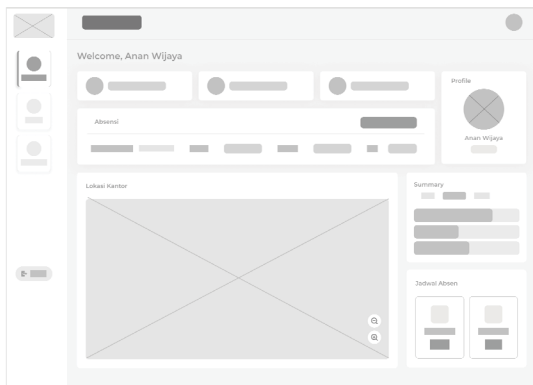 Welcome, Anan Wijaya
Profile
Absensi
Anan Wijaya
Lokasi Kantor
Summary
Jadwal Absen